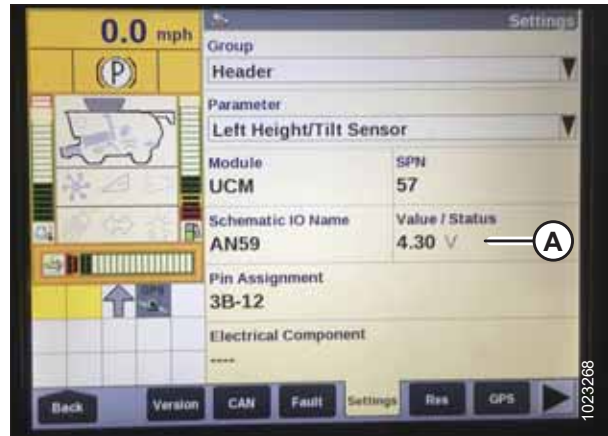 0.0 mph
Settings
(P)
Group
Header
Parameter
Left Height/Tilt Sensor
Module
UCM
SPN
57
Schematic IO Name
AN59
Value / Status
4.30 V
A
Pin Assignment
3B-12
GPS
Electrical Component
----
Back
Version
CAN
Fault
Settings
Res
GPS
1023268